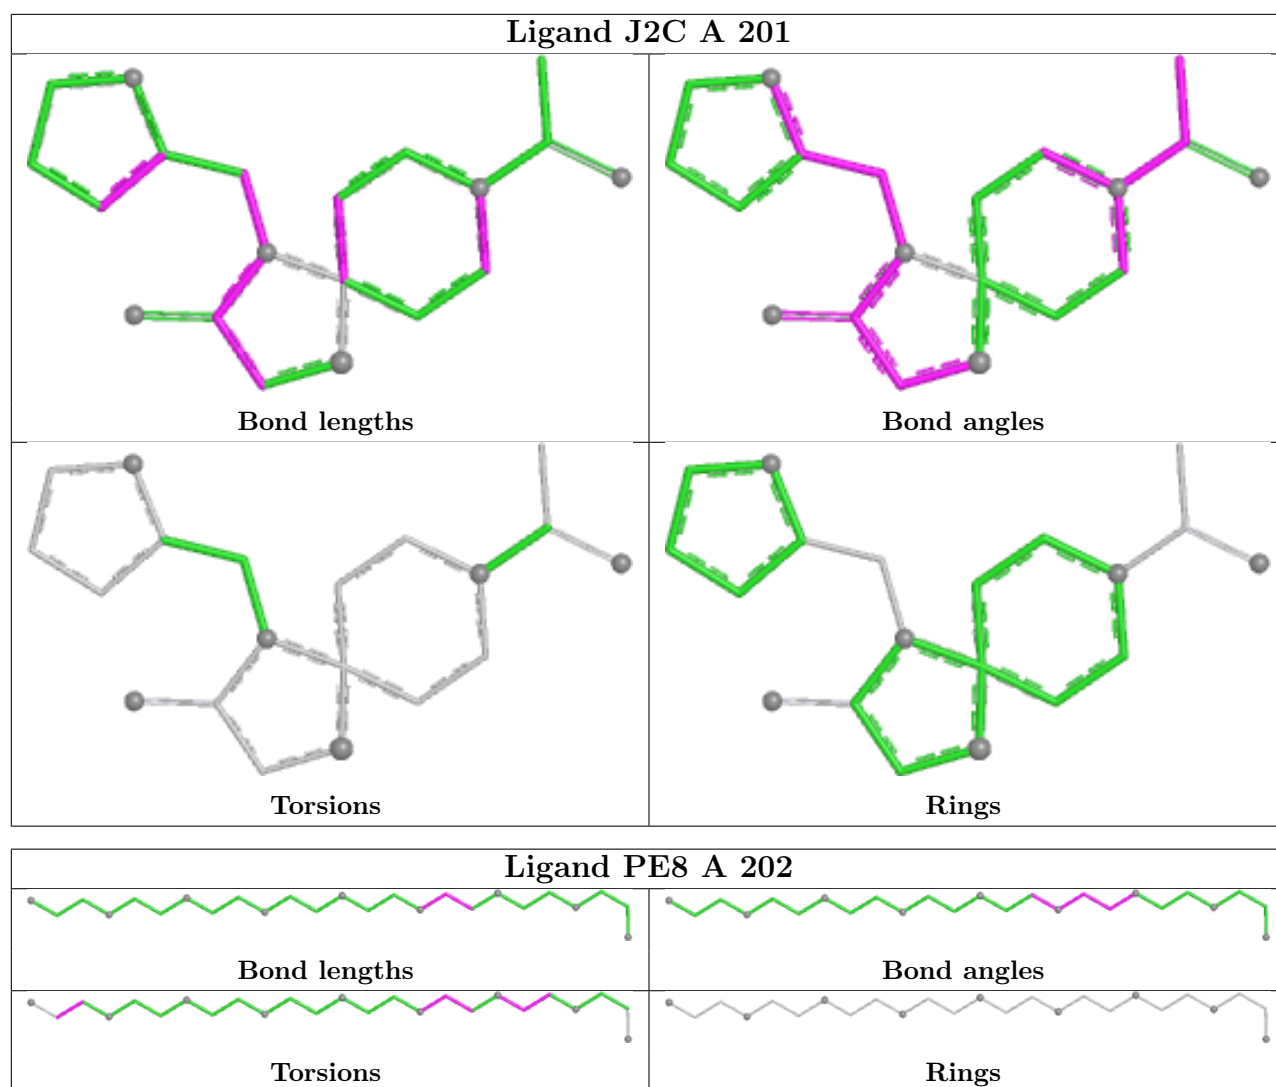 Ligand J2C A 201
Bond lengths
Bond angles
Torsions
Rings
Ligand PE8 A 202
Bond lengths
Bond angles
Torsions
Rings